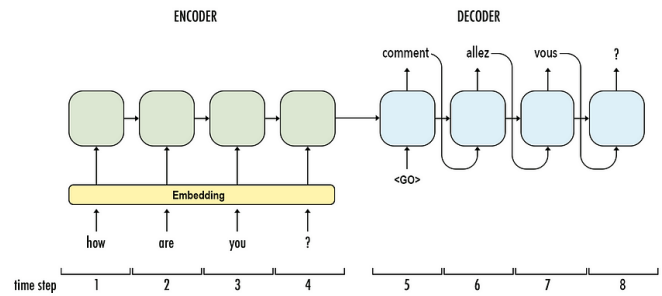 ENCODER DECODER
comment allez vous ?
<GO>
Embedding
how are you ?
time step 1 2 3 4 5 6 7 8